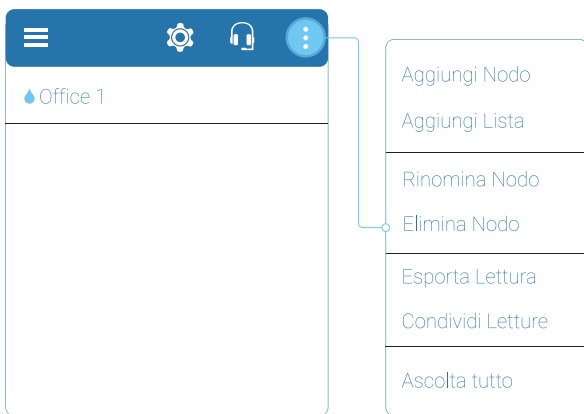 Office 1
Aggiungi Nodo
Aggiungi Lista
Rinomina Nodo
Elimina Nodo
Esporta Lettura
Condividi Letture
Ascolta tutto